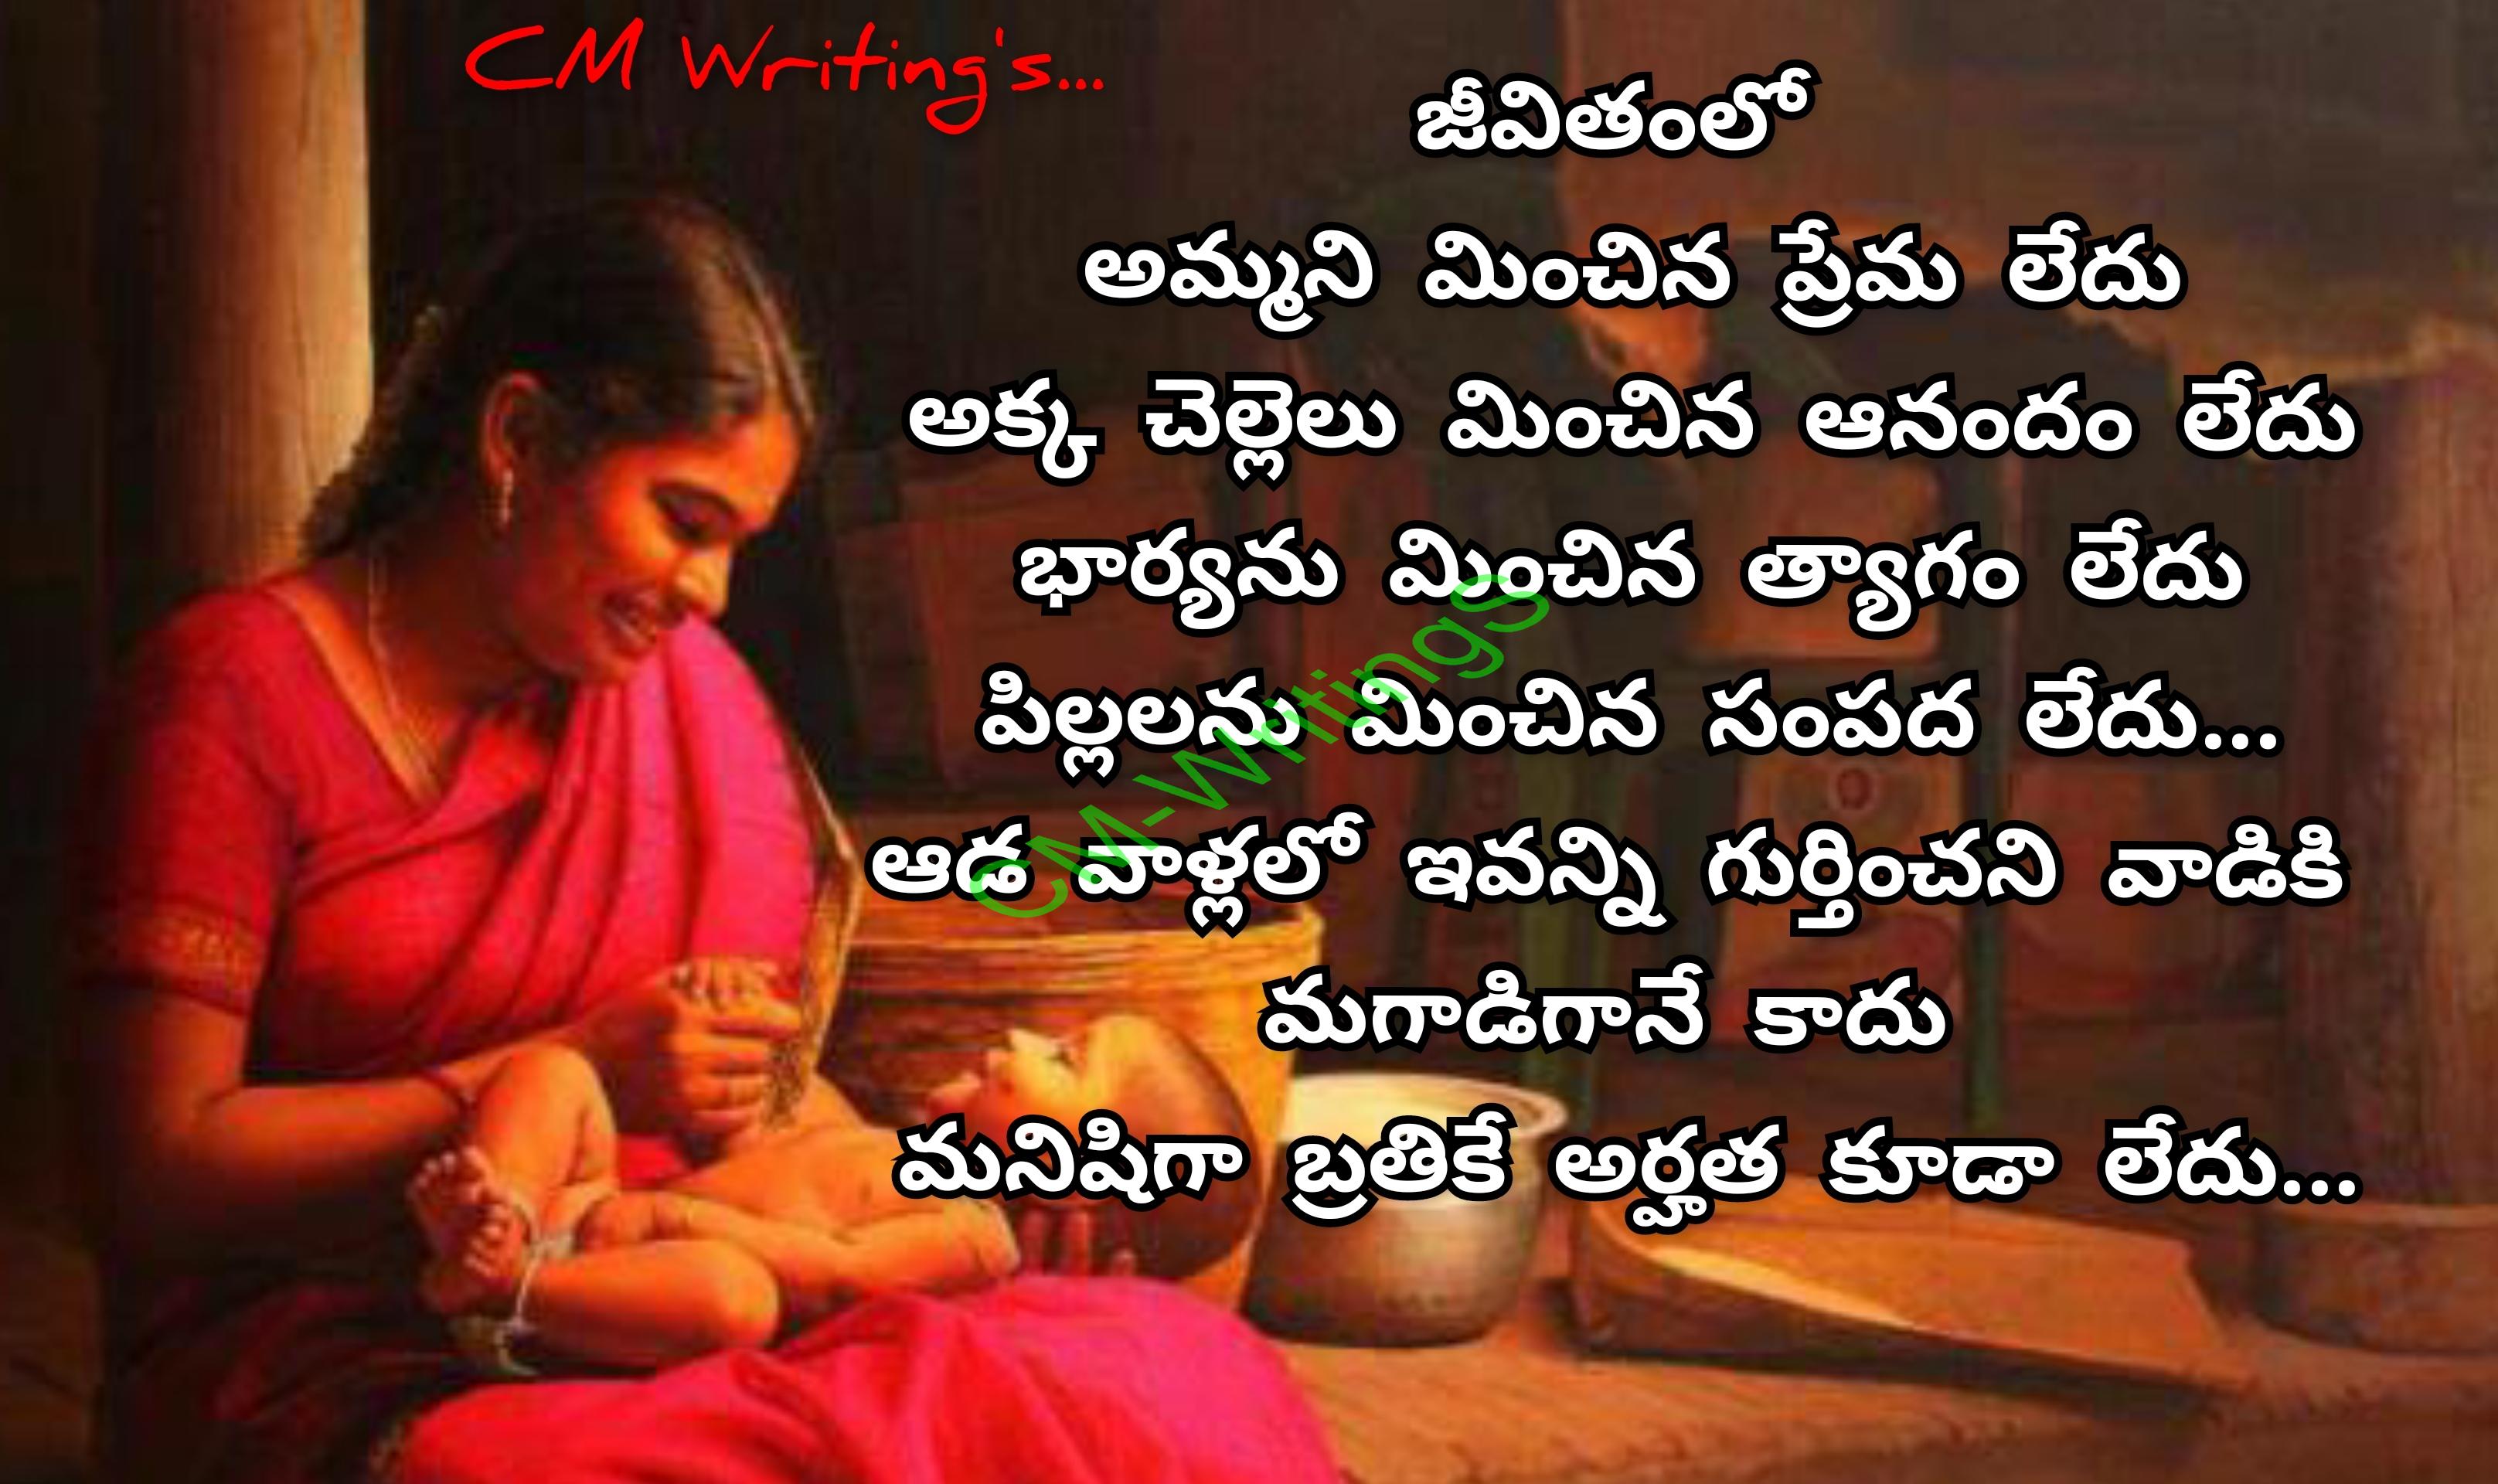 CM Writing's...
జీవితంలో
అమ్మని మించిన ప్రేమ లేదు
అక్క చెల్లెలు మించిన ఆనందం లేదు
భార్యను మించిన త్యాగం లేదు
పిల్లలను మించిన సంపద లేదు...
ఆడ వాళ్లలో ఇవన్ని గుర్తించని వాడికి
మగాడిగానే కాదు
మనిషిగా బ్రతికే అర్హత కూడా లేదు...
CM-WritingS